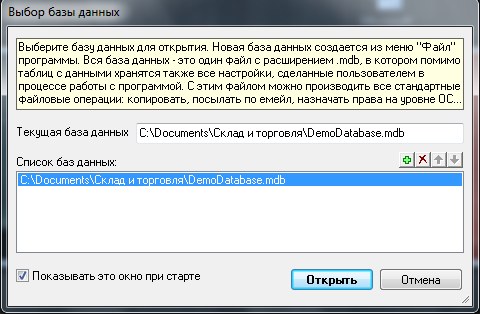 Выбор базы данных
Выберите базу данных для открытия. Новая база данных создается из меню "Файл"
программы. Вся база данных - это один файл с расширением .mdb, в котором помимо
таблиц с данными хранятся также все настройки, сделанные пользователем в
процессе работы с программой. С этим файлом можно производить все стандартные
файловые операции: копировать, посылать по емейл, назначать права на уровне ОС...
Текущая база данных C:\Documents\Склад и торговля\DemoDatabase.mdb
Список баз данных:
C:\Documents\Склад и торговля\DemoDatabase.mdb
Показывать это окно при старте
Открыть Отмена